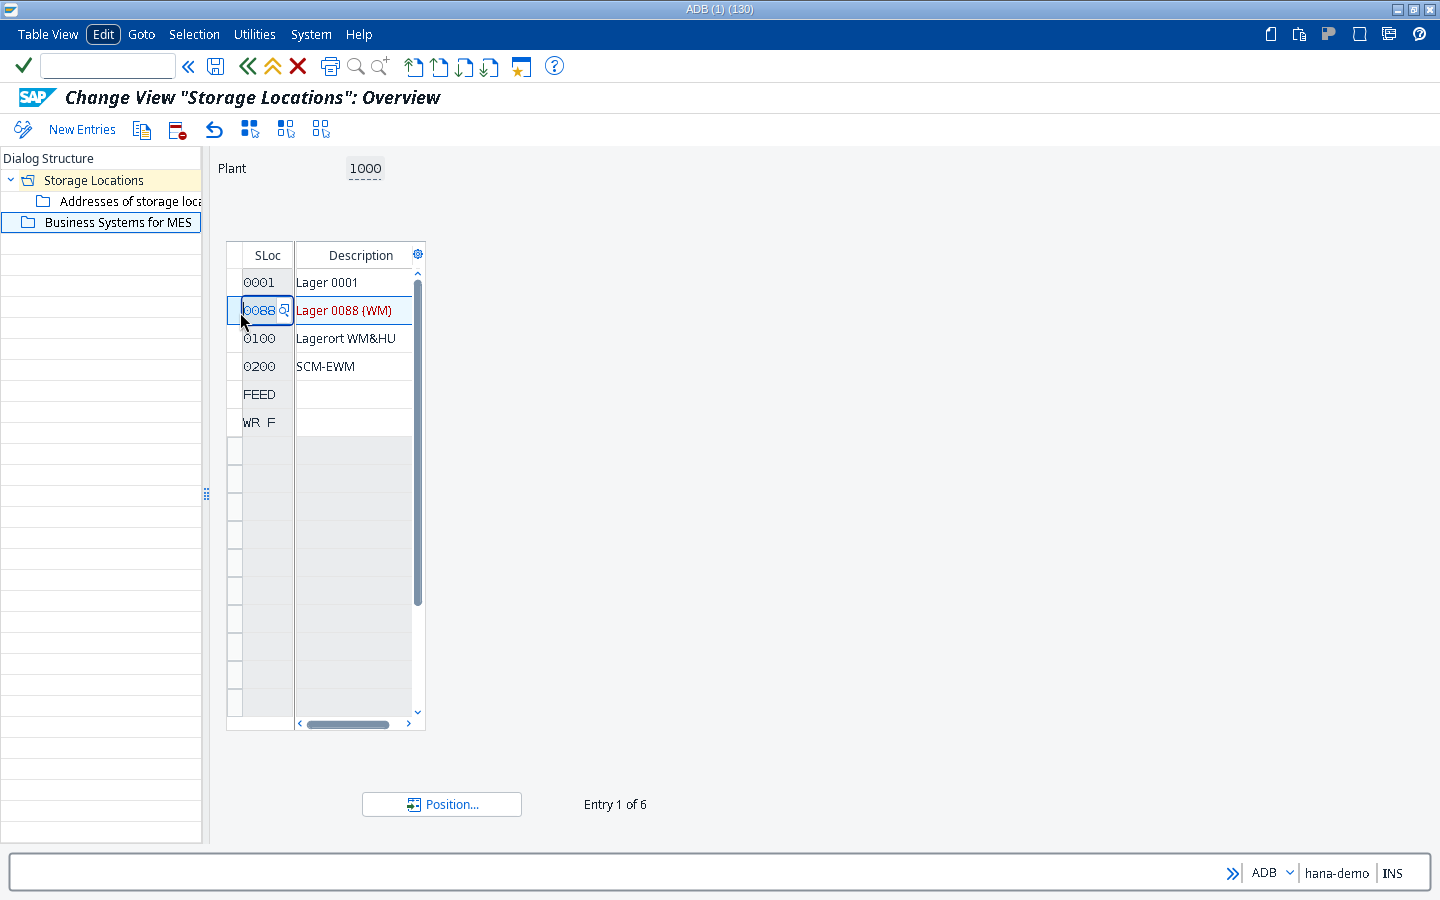 ADB (1) (130)
Table View Edit Goto Selection Utilities System Help
SAP Change View "Storage Locations": Overview
New Entries
Dialog Structure
Storage Locations
Addresses of storage loca
Business Systems for MES
Plant 1000
SLoc Description
0001 Lager 0001
0088 Lager 0088 (WM)
0100 Lagerort WM&HU
0200 SCM-EWM
FEED
WR F
Position... Entry 1 of 6
ADB hana-demo INS